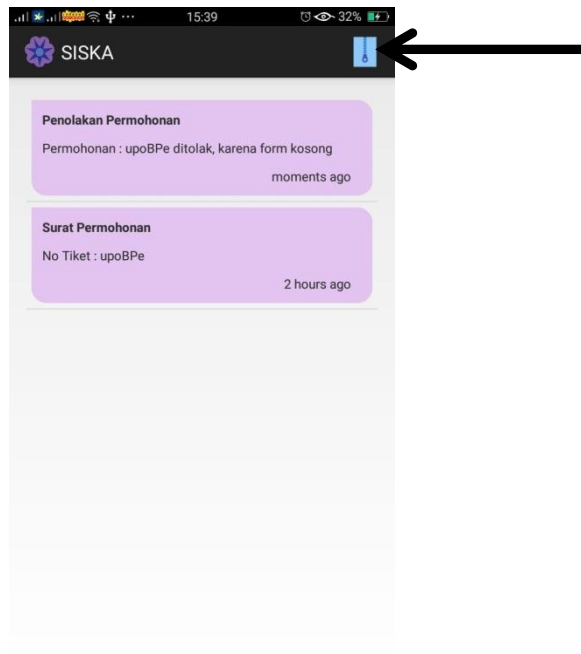 15:39
32%
SISKA
Penolakan Permohonan
Permohonan : upoBPe ditolak, karena form kosong
moments ago
Surat Permohonan
No Tiket : upoBPe
2 hours ago